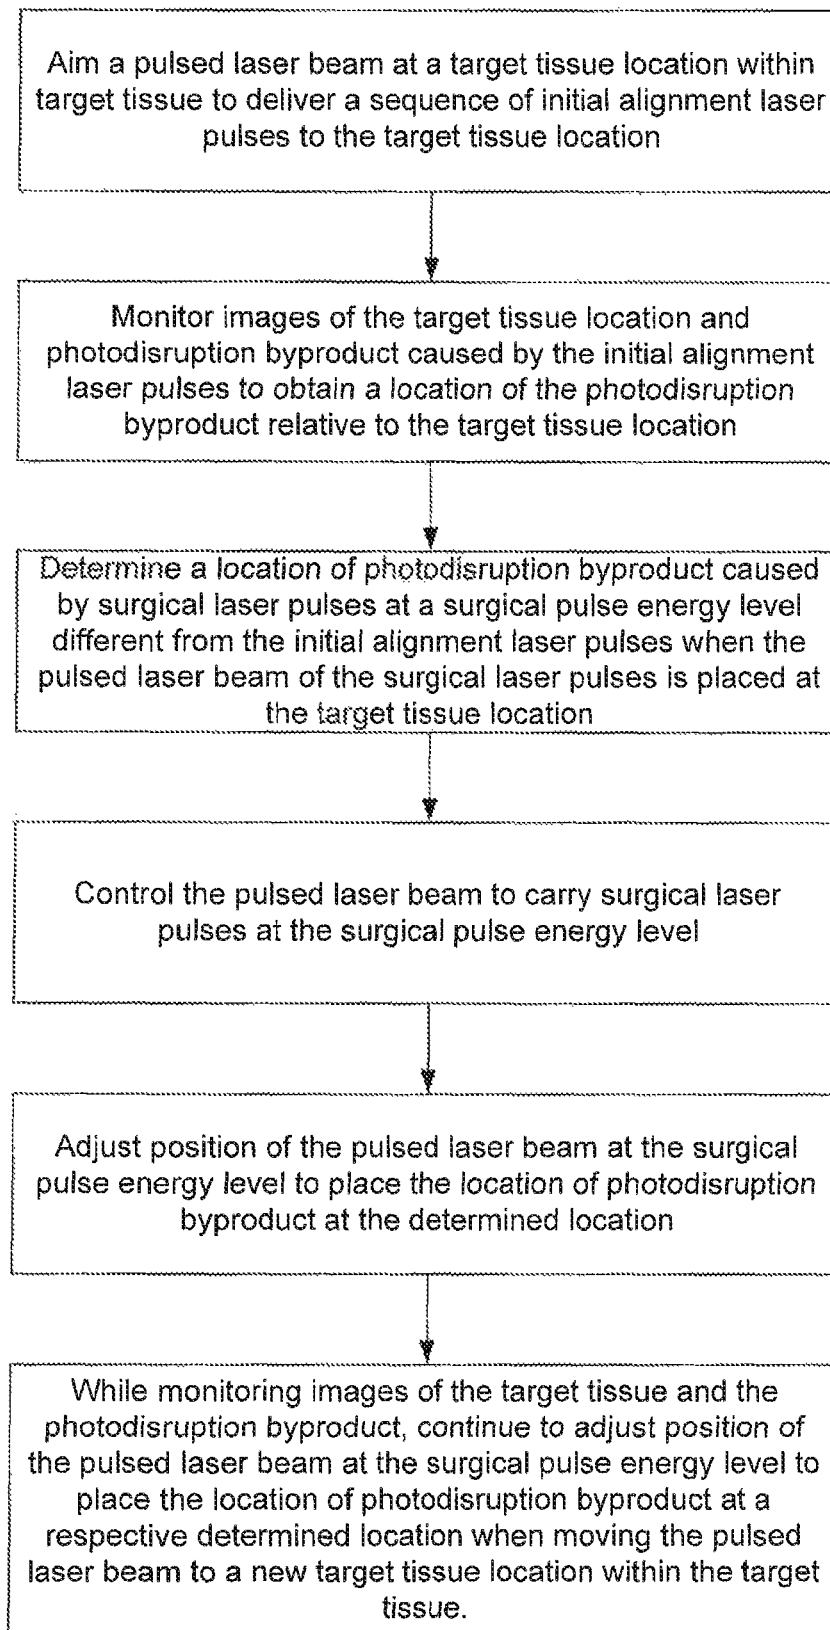 Aim a pulsed laser beam at a target tissue location within
target tissue to deliver a sequence of initial alignment laser
pulses to the target tissue location
Monitor images of the target tissue location and
photodisruption byproduct caused by the initial alignment
laser pulses to obtain a location of the photodisruption
byproduct relative to the target tissue location
Determine a location of photodisruption byproduct caused
by surgical laser pulses at a surgical pulse energy level
different from the initial alignment laser pulses when the
pulsed laser beam of the surgical laser pulses is placed at
the target tissue location
Control the pulsed laser beam to carry surgical laser
pulses at the surgical pulse energy level
Adjust position of the pulsed laser beam at the surgical
pulse energy level to place the location of photodisruption
byproduct at the determined location
While monitoring images of the target tissue and the
photodisruption byproduct, continue to adjust position of
the pulsed laser beam at the surgical pulse energy level to
place the location of photodisruption byproduct at a
respective determined location when moving the pulsed
laser beam to a new target tissue location within the target
tissue.